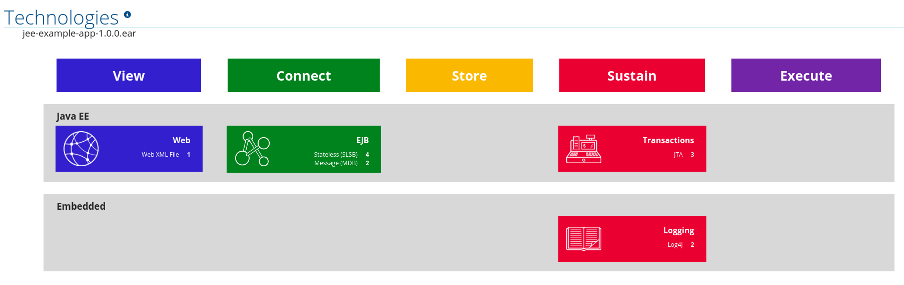 Technologies
jee-example-app-1.0.0.ear
View Connect Store Sustain Execute
Java EE
Web
Web XML File 1
EJB
Stateless (SLSB) 4
Message (MDB) 2
Transactions
JTA 3
Embedded
Logging
Log4J 2